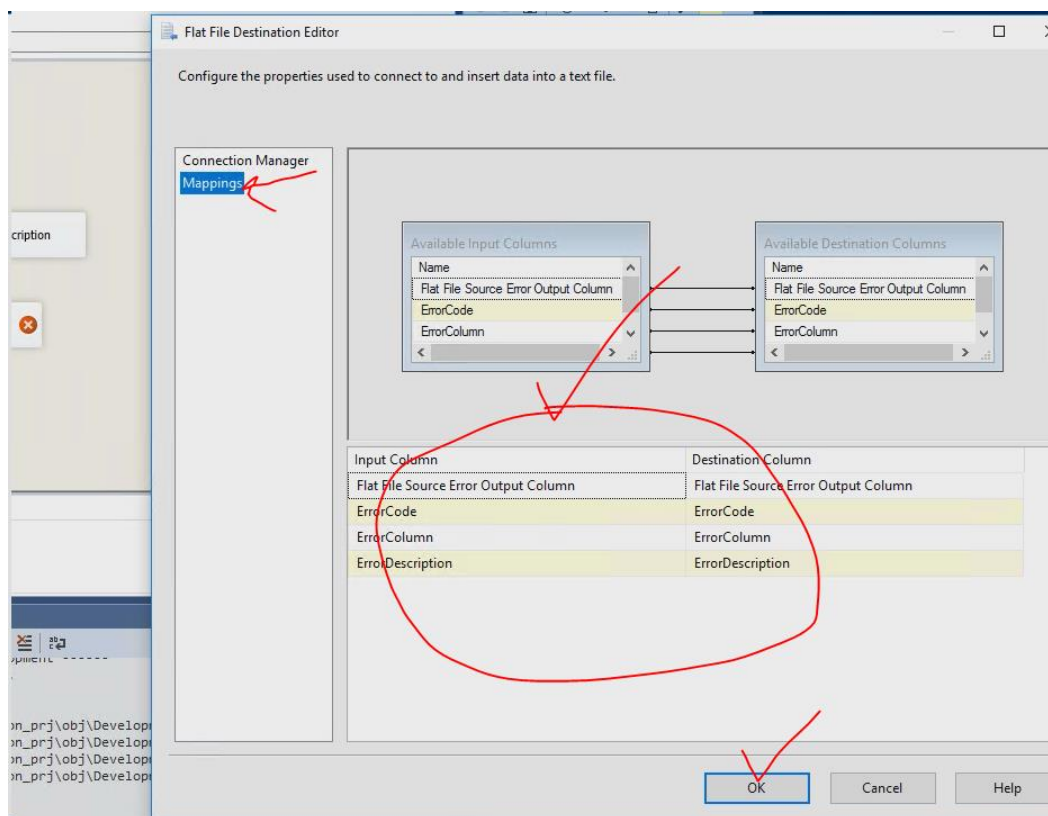 Flat File Destination Editor
Configure the properties used to connect to and insert data into a text file.
Connection Manager
Mappings
cription
Available Input Columns
Name
Flat File Source Error Output Column
ErrorCode
ErrorColumn
Available Destination Columns
Name
Flat File Source Error Output Column
ErrorCode
ErrorColumn
Input Column Destination Column
Flat File Source Error Output Column Flat File Source Error Output Column
ErrorCode ErrorCode
ErrorColumn ErrorColumn
ErrorDescription ErrorDescription
opment ------
on_prj\obj\Develop
on_prj\obj\Develop
on_prj\obj\Develop
on_prj\obj\Develop
OK Cancel Help